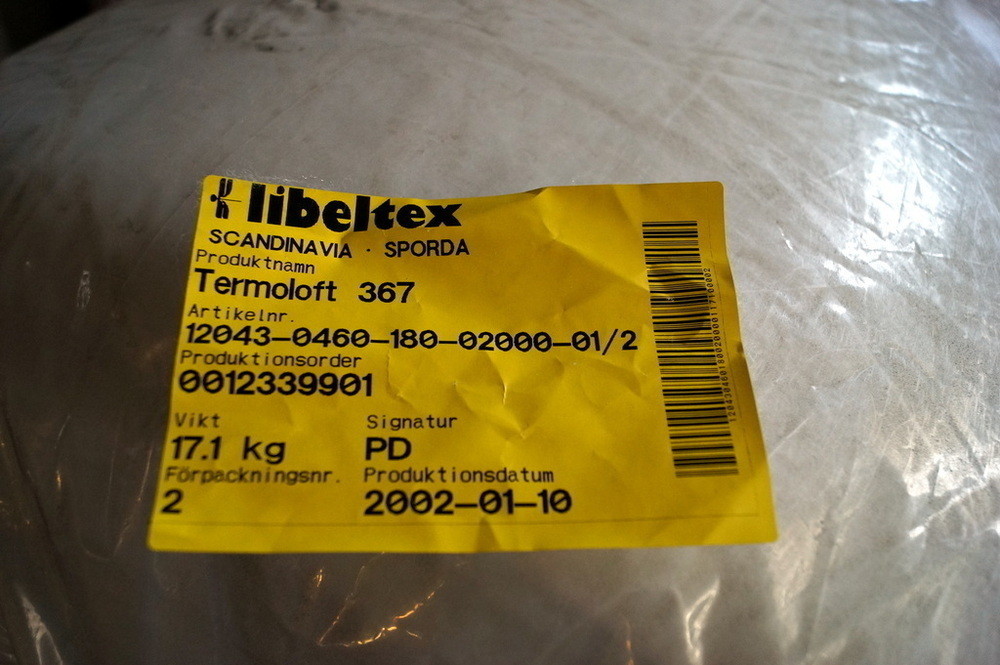 libeltex
SCANDINAVIA · SPORDA
Produktnamn
Termoloft 367
Artikelnr.
12043-0460-180-02000-01/2
Produktionsorder
0012339901
Vikt Signatur
17.1 kg PD
Förpackningsnr. Produktionsdatum
2 2002-01-10